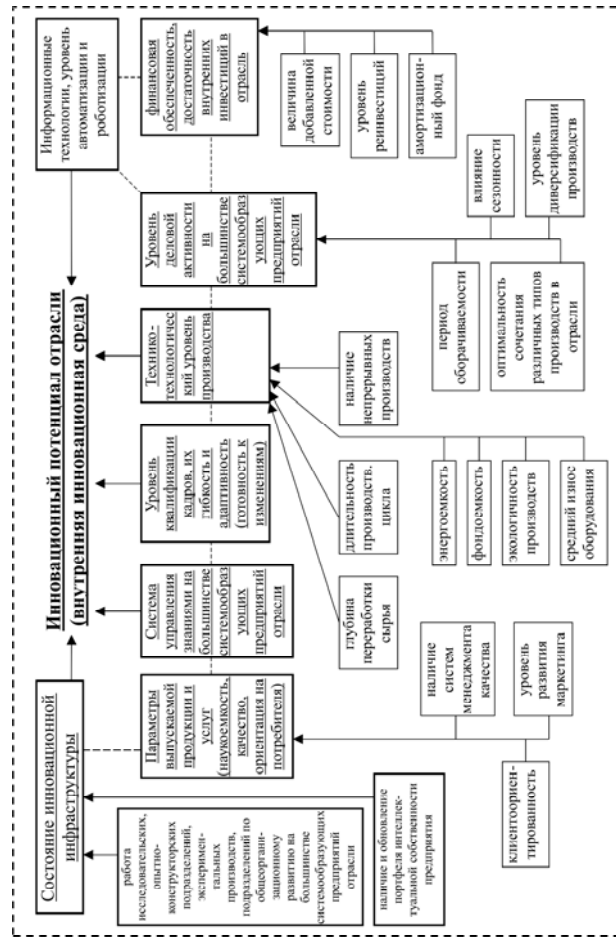 Состояние инновационной
инфраструктуры
Инновационный потенциал отрасли
(внутренняя инновационная среда)
Информационные
технологии, уровень
автоматизации и
роботизации
работа
исследовательских,
опытно-
конструкторских
подразделений,
эксперимен-
тальных
производств,
подразделений по
общеоргани-
зационному
развитию на
большинстве
системообразующих
предприятий
отрасли
Параметры
выпускаемой
продукции и
услуг
(наукоемкость,
качество,
ориентация на
потребителя)
Система
управления
знаниями на
большинстве
системообраз
ующих
предприятий
отрасли
Уровень
квалификации
кадров, их
гибкость и
адаптивность
(готовность к
изменениям)
Технико-
технологичес
кий уровень
производства
Уровень
деловой
активности
на
большинстве
системообраз
ующих
предприятий
отрасли
финансовая
обеспеченность,
достаточность
внутренних
инвестиций в
отрасль
наличие и обновление
портфеля интеллек-
туальной собственности
предприятия
глубина
переработки
сырья
длительность
производств.
цикла
наличие
непрерывных
производств
величина
добавленной
стоимости
уровень
реинвестиций
амортизацион-
ный фонд
клиентоориен-
тированность
наличие
систем
менеджмента
качества
уровень
развития
маркетинга
энергоемкость
фондоемкость
экологичность
производств
средний износ
оборудования
период
оборачиваемости
оптимальность
сочетания
различных типов
производств в
отрасли
влияние
сезонности
уровень
диверсификации
производств